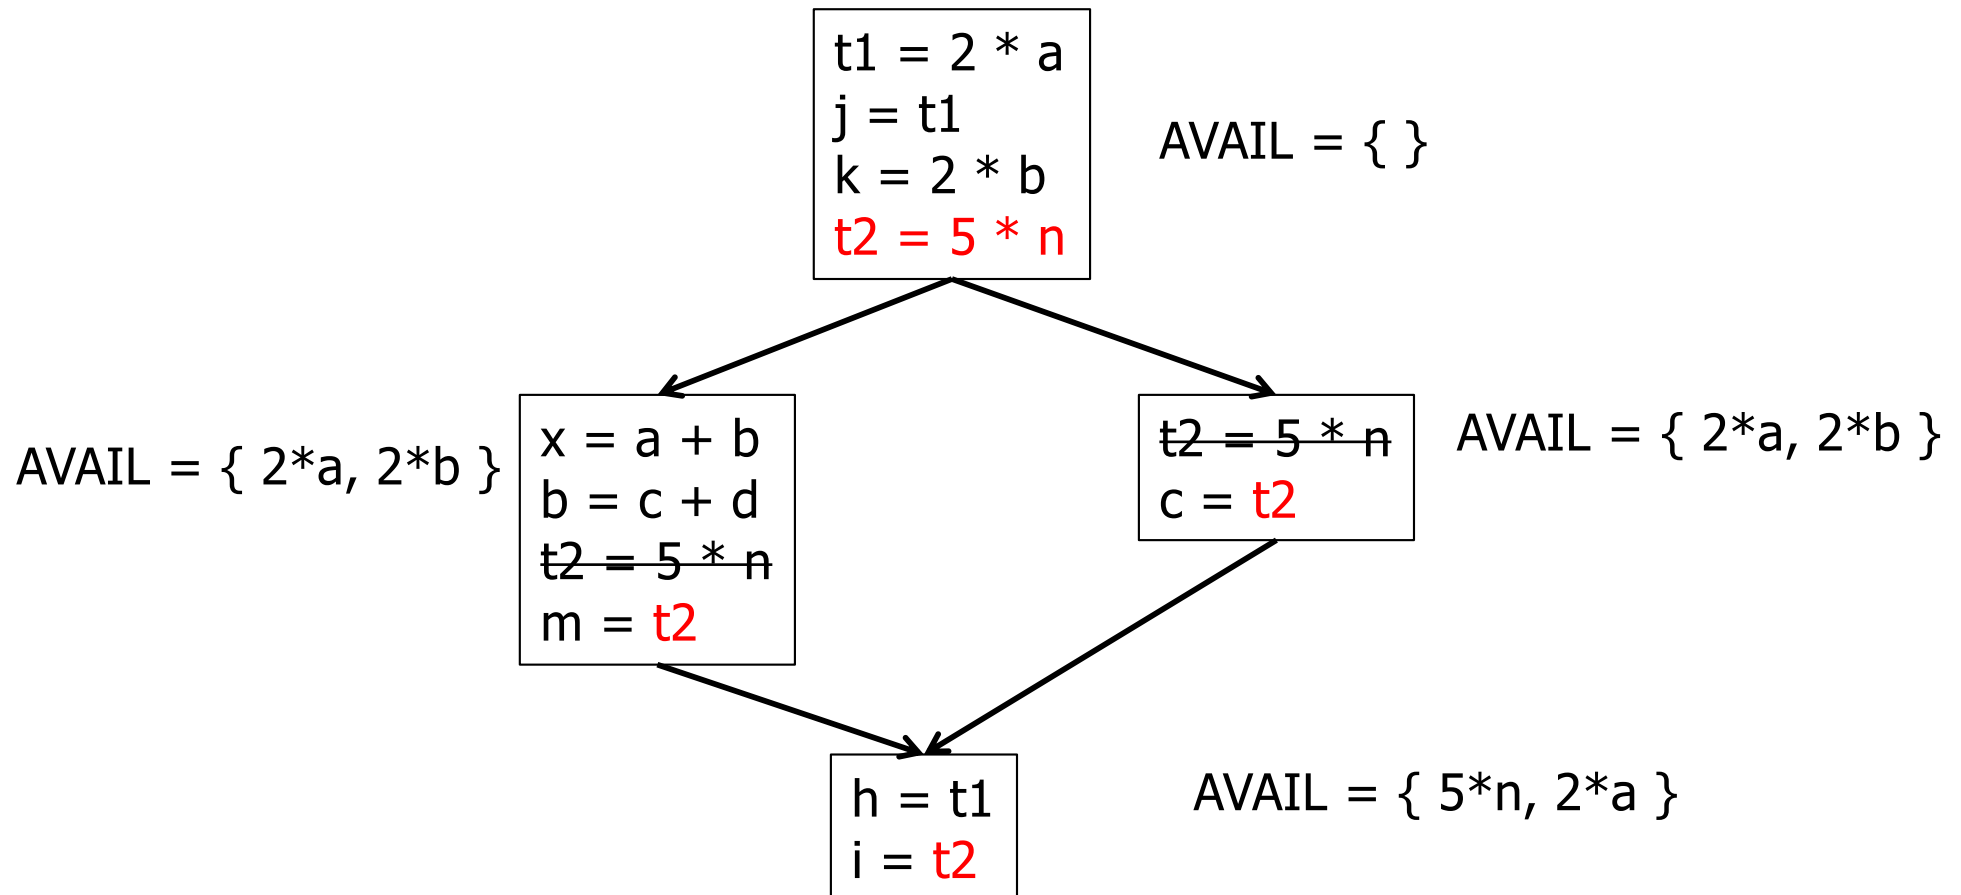 t1 = 2 * a
j = t1
k = 2 * b
t2 = 5 * n
AVAIL = { }
AVAIL = { 2*a, 2*b }
x = a + b
b = c + d
t2 = 5 * n
m = t2
t2 = 5 * n
c = t2
AVAIL = { 2*a, 2*b }
h = t1
i = t2
AVAIL = { 5*n, 2*a }